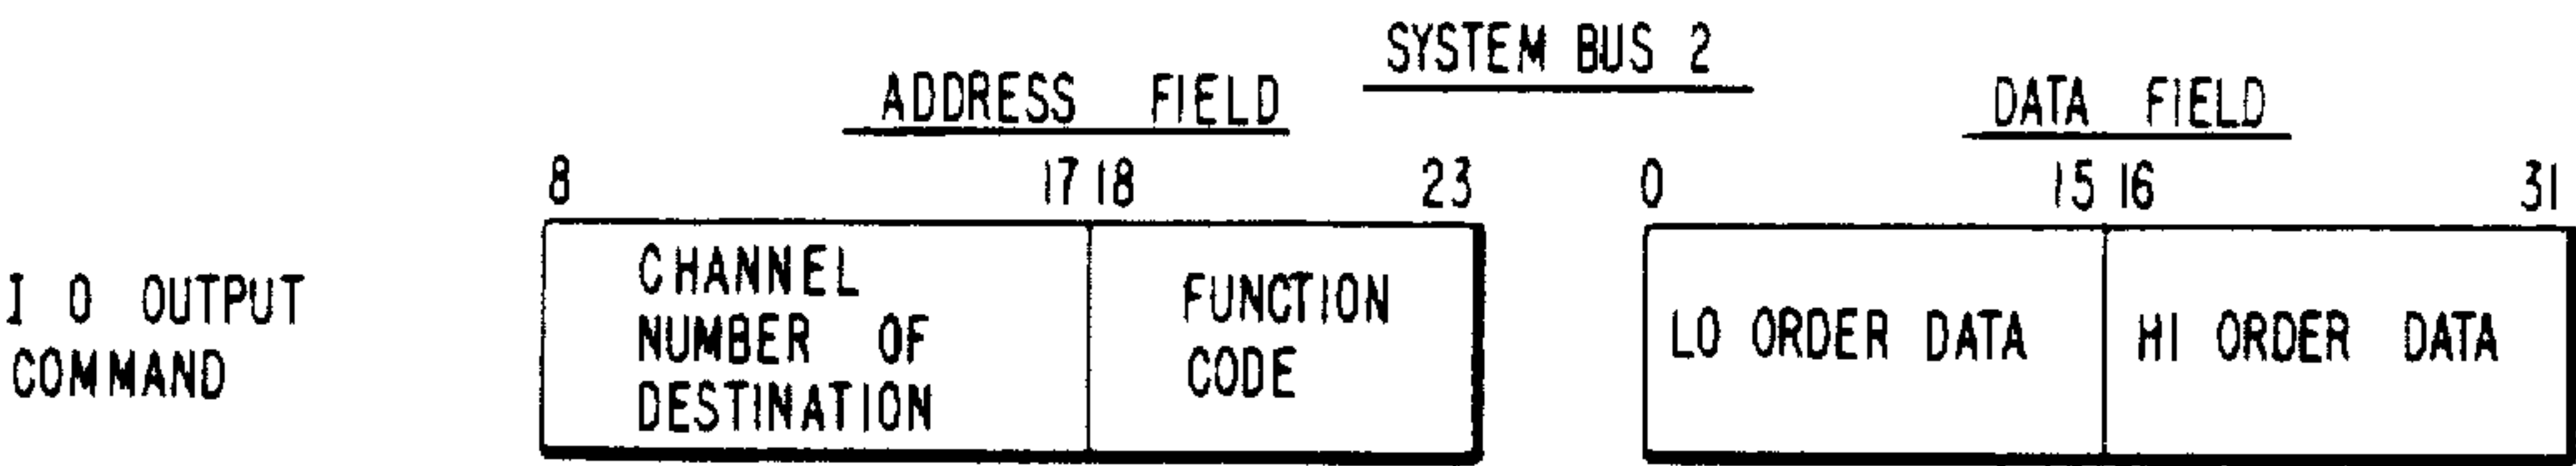 SYSTEM BUS 2
ADDRESS FIELD
DATA FIELD
8 17 18 23 0 15 16 31
I O OUTPUT
COMMAND
CHANNEL
NUMBER OF
DESTINATION
FUNCTION
CODE
LO ORDER DATA
HI ORDER DATA